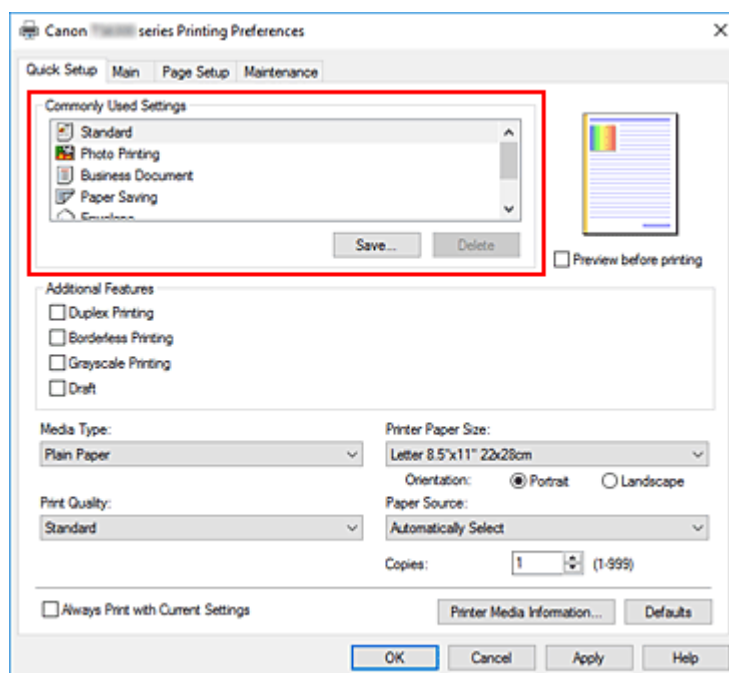 Canon series Printing Preferences
Quick Setup Main Page Setup Maintenance
Commonly Used Settings
Standard
Photo Printing
Business Document
Paper Saving
Envelope
Save... Delete
Preview before printing
Additional Features
Duplex Printing
Borderless Printing
Grayscale Printing
Draft
Media Type:
Plain Paper
Printer Paper Size:
Letter 8.5"x11" 22x28cm
Orientation: Portrait Landscape
Print Quality:
Standard
Paper Source:
Automatically Select
Copies: 1 (1-999)
Always Print with Current Settings
Printer Media Information... Defaults
OK Cancel Apply Help